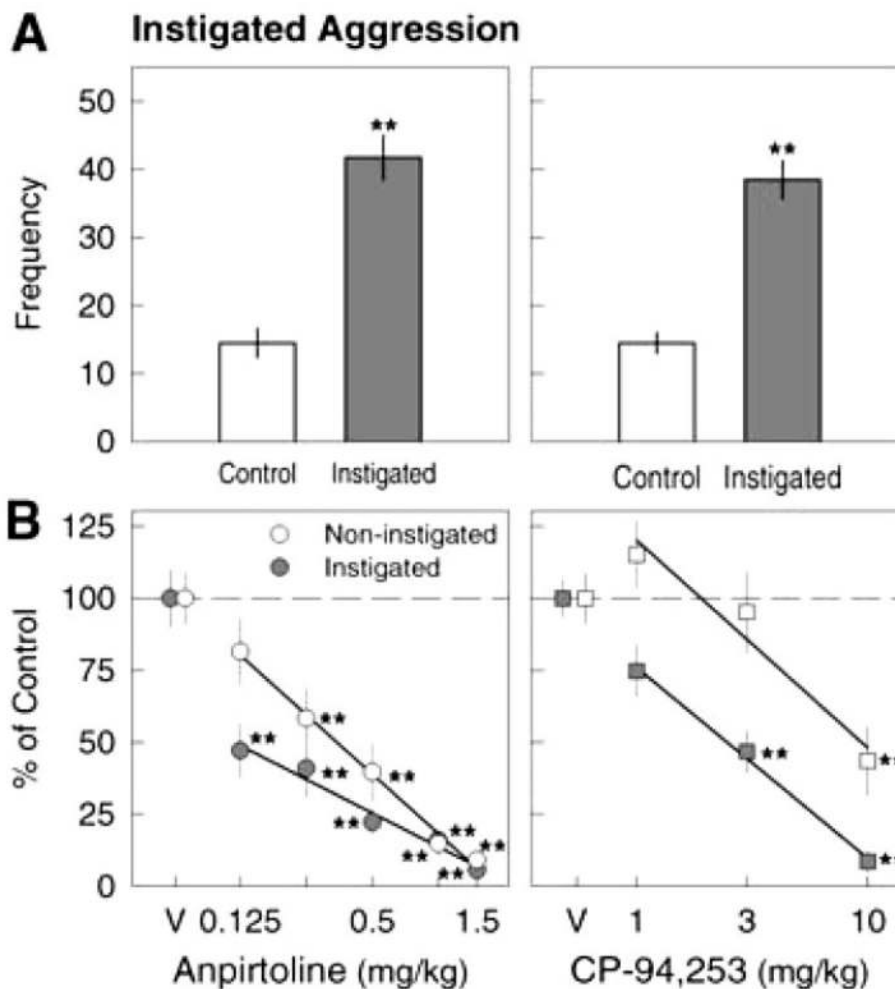 A Instigated Aggression
50
40
30
20
10
0
Frequency
**
**
Control Instigated
Control Instigated
B
125
100
75
50
25
0
% of Control
Non-instigated
Instigated
**
**
**
**
**
**
**
**
**
**
**
**
V 0.125 0.5 1.5
V 1 3 10
Anpirtoline (mg/kg)
CP-94,253 (mg/kg)